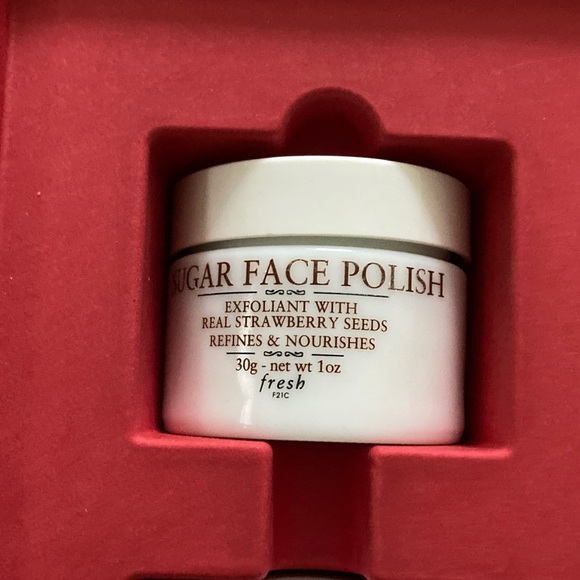 SUGAR FACE POLISH
EXFOLIANT WITH
REAL STRAWBERRY SEEDS
REFINES & NOURISHES
30g - net wt 1oz
fresh
F21C